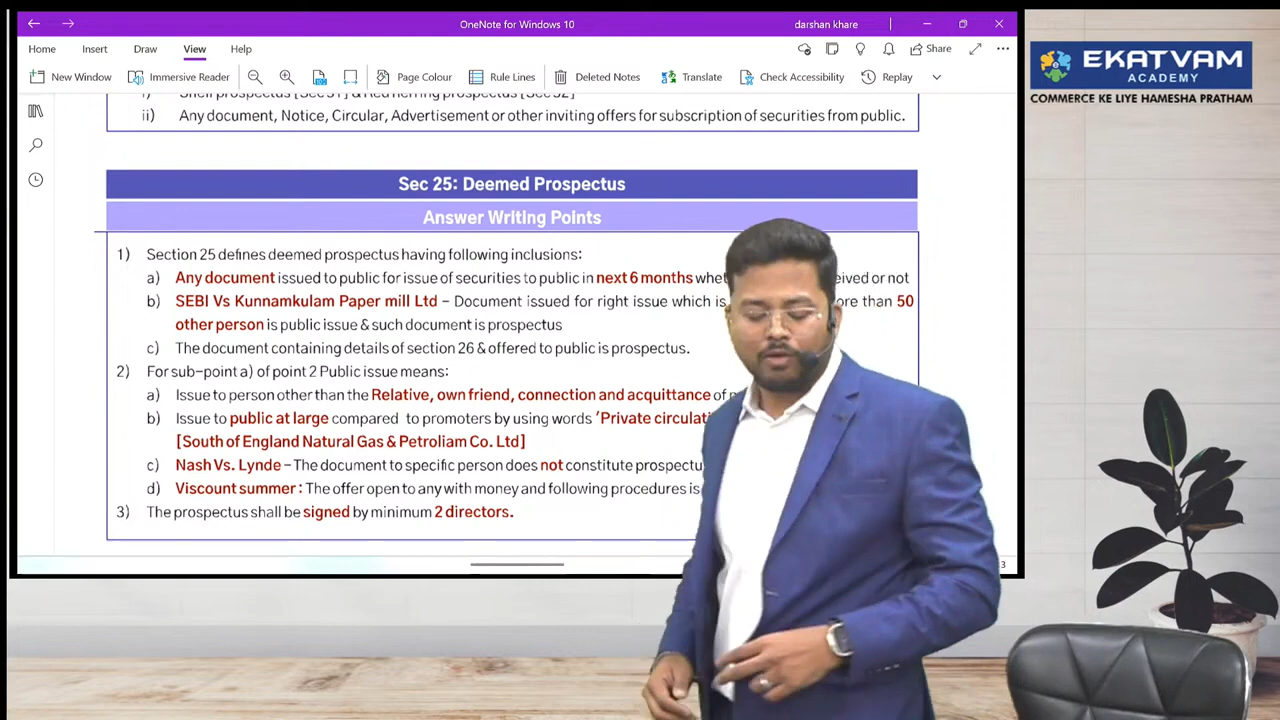 OneNote for Windows 10
darshan khare
Home Insert Draw View Help
Share
New Window Immersive Reader Page Colour Rule Lines Deleted Notes Translate Check Accessibility Replay
EKATVAM
ACADEMY
COMMERCE KE LIYE HAMESHA PRATHAM
ii) Any document, Notice, Circular, Advertisement or other inviting offers for subscription of securities from public.
Sec 25: Deemed Prospectus
Answer Writing Points
1) Section 25 defines deemed prospectus having following inclusions:
a) Any document issued to public for issue of securities to public in next 6 months or not
b) SEBI Vs Kunnamkulam Paper mill Ltd – Document issued for right issue which is than 50
other person is public issue & such document is prospectus
c) The document containing details of section 26 & offered to public is prospectus.
2) For sub-point a) of point 2 Public issue means:
a) Issue to person other than the Relative, own friend, connection and acquittance of
b) Issue to public at large compared to promoters by using words 'Private
[South of England Natural Gas & Petroliam Co. Ltd]
c) Nash Vs. Lynde – The document to specific person does not constitute
d) Viscount summer : The offer open to any with money and following procedures is
3) The prospectus shall be signed by minimum 2 directors.
3